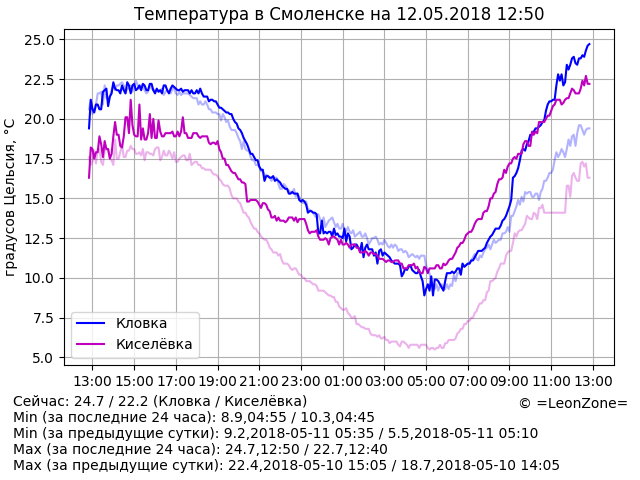 Температура в Смоленске на 12.05.2018 12:50
градусов Цельсия, °C
25.0
22.5
20.0
17.5
15.0
12.5
10.0
7.5
5.0
Кловка
Киселёвка
13:00 15:00 17:00 19:00 21:00 23:00 01:00 03:00 05:00 07:00 09:00 11:00 13:00
Сейчас: 24.7 / 22.2 (Кловка / Киселёвка)
© =LeonZone=
Min (за последние 24 часа): 8.9,04:55 / 10.3,04:45
Min (за предыдущие сутки): 9.2,2018-05-11 05:35 / 5.5,2018-05-11 05:10
Max (за последние 24 часа): 24.7,12:50 / 22.7,12:40
Max (за предыдущие сутки): 22.4,2018-05-10 15:05 / 18.7,2018-05-10 14:05